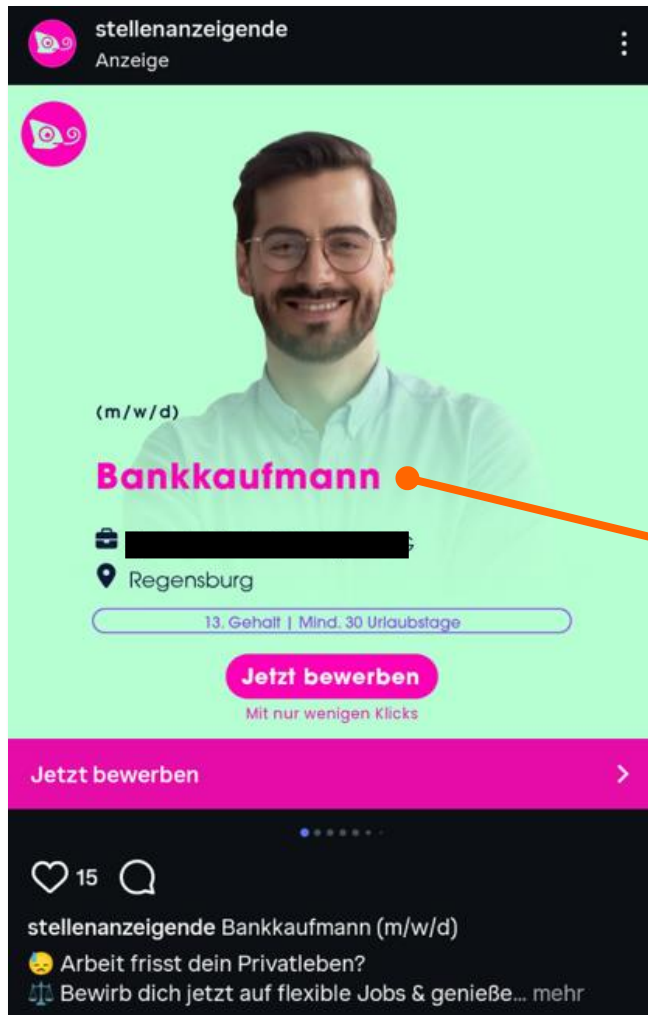 stellenanzeigende
Anzeige
(m/w/d)
Bankkaufmann
Regensburg
13. Gehalt | Mind. 30 Urlaubstage
Jetzt bewerben
Mit nur wenigen Klicks
Jetzt bewerben
15
stellenanzeigende Bankkaufmann (m/w/d)
😓 Arbeit frisst dein Privatleben?
⚖️ Bewirb dich jetzt auf flexible Jobs & genieße... mehr